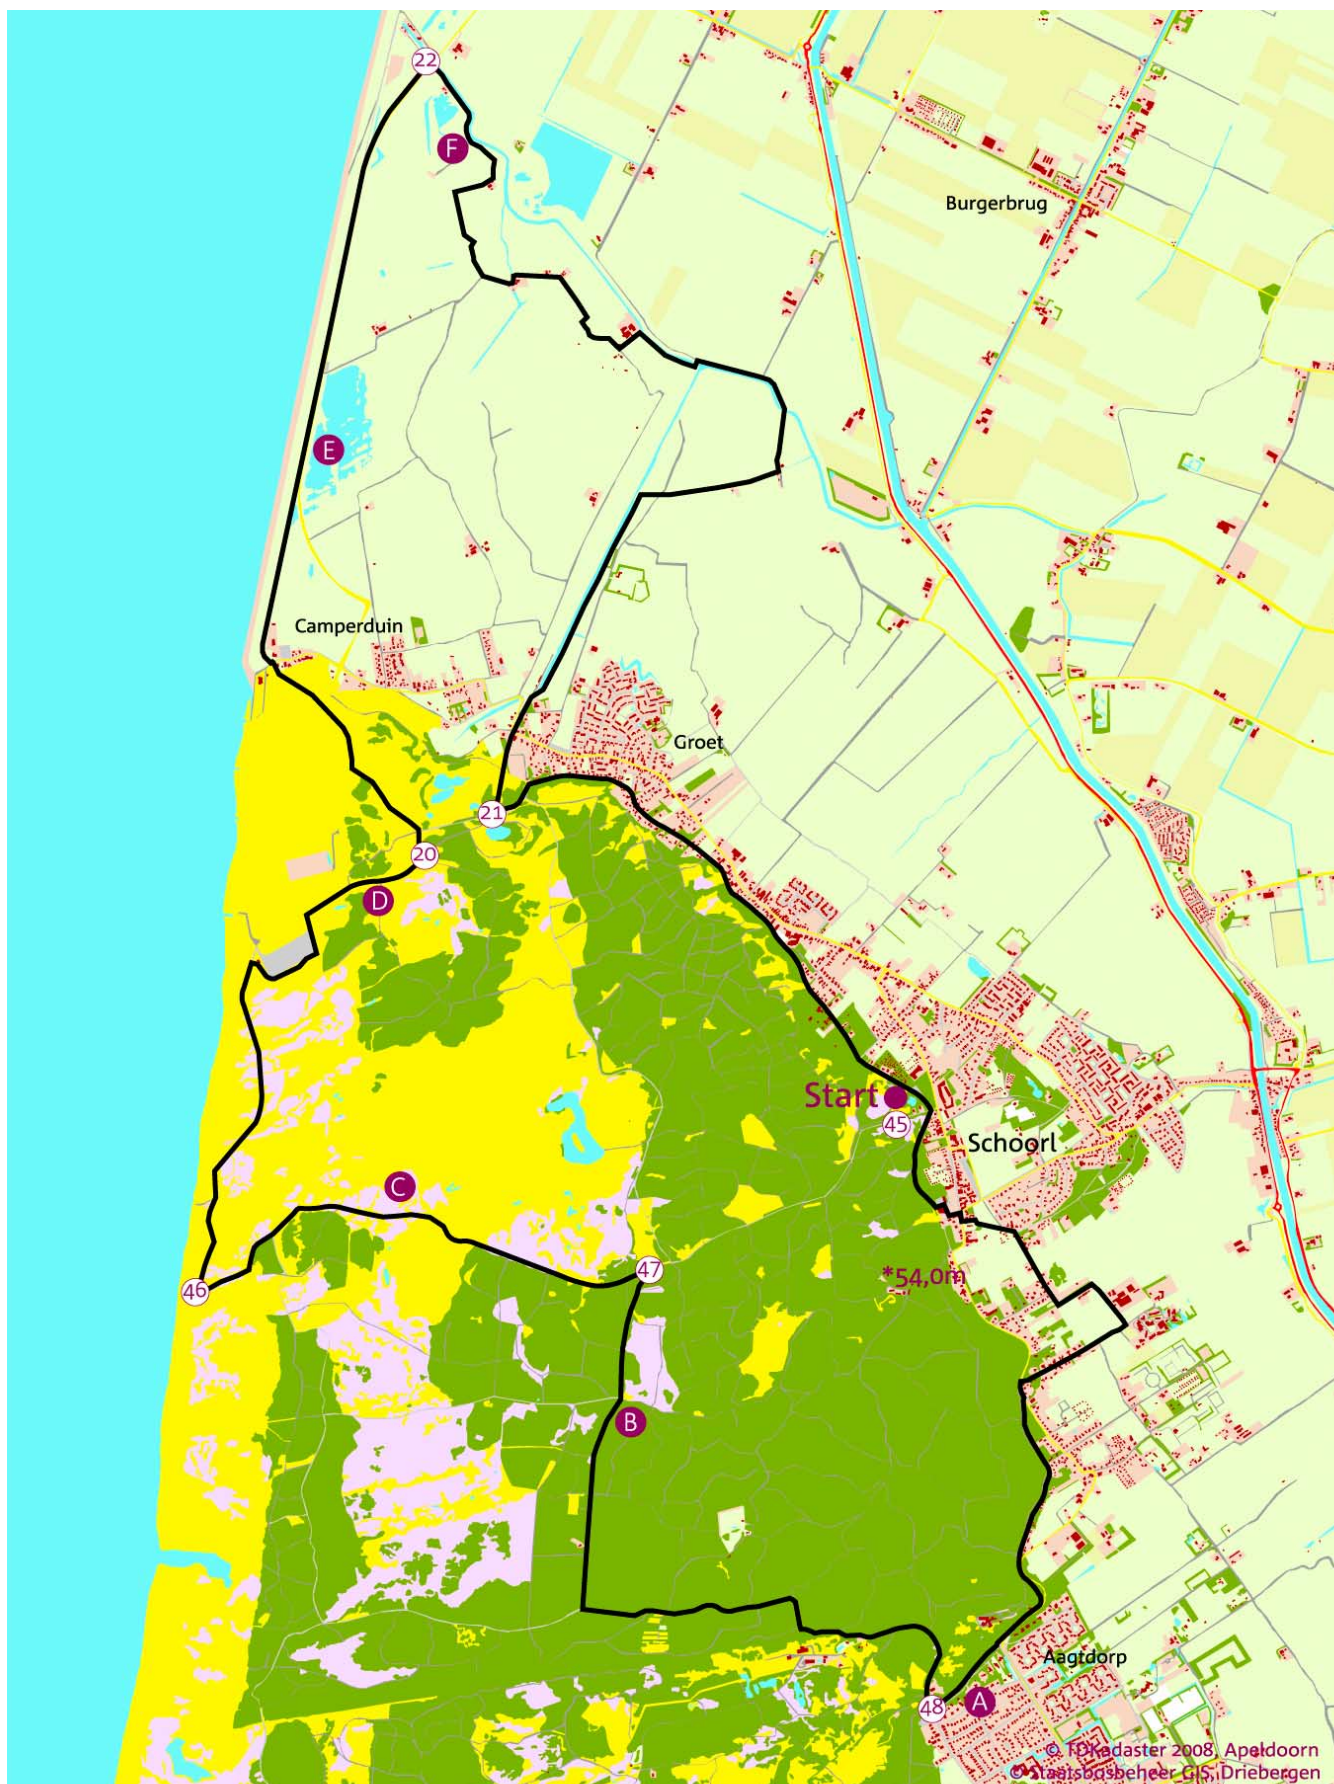 22
F
Burgerbrug
E
Camperduin
Groet
21
20
D
Start
45
Schoorl
C
47
*54,0m
46
B
Aagtdorp
A
48
© TDKadaster 2008, Apeldoorn
© Staatsbosbeheer GIS, Driebergen